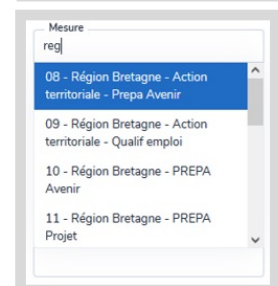 Mesure
reg
08 - Région Bretagne - Action
territoriale - Prepa Avenir
09 - Région Bretagne - Action
territoriale - Qualif emploi
10 - Région Bretagne - PREPA
Avenir
11 - Région Bretagne - PREPA
Projet